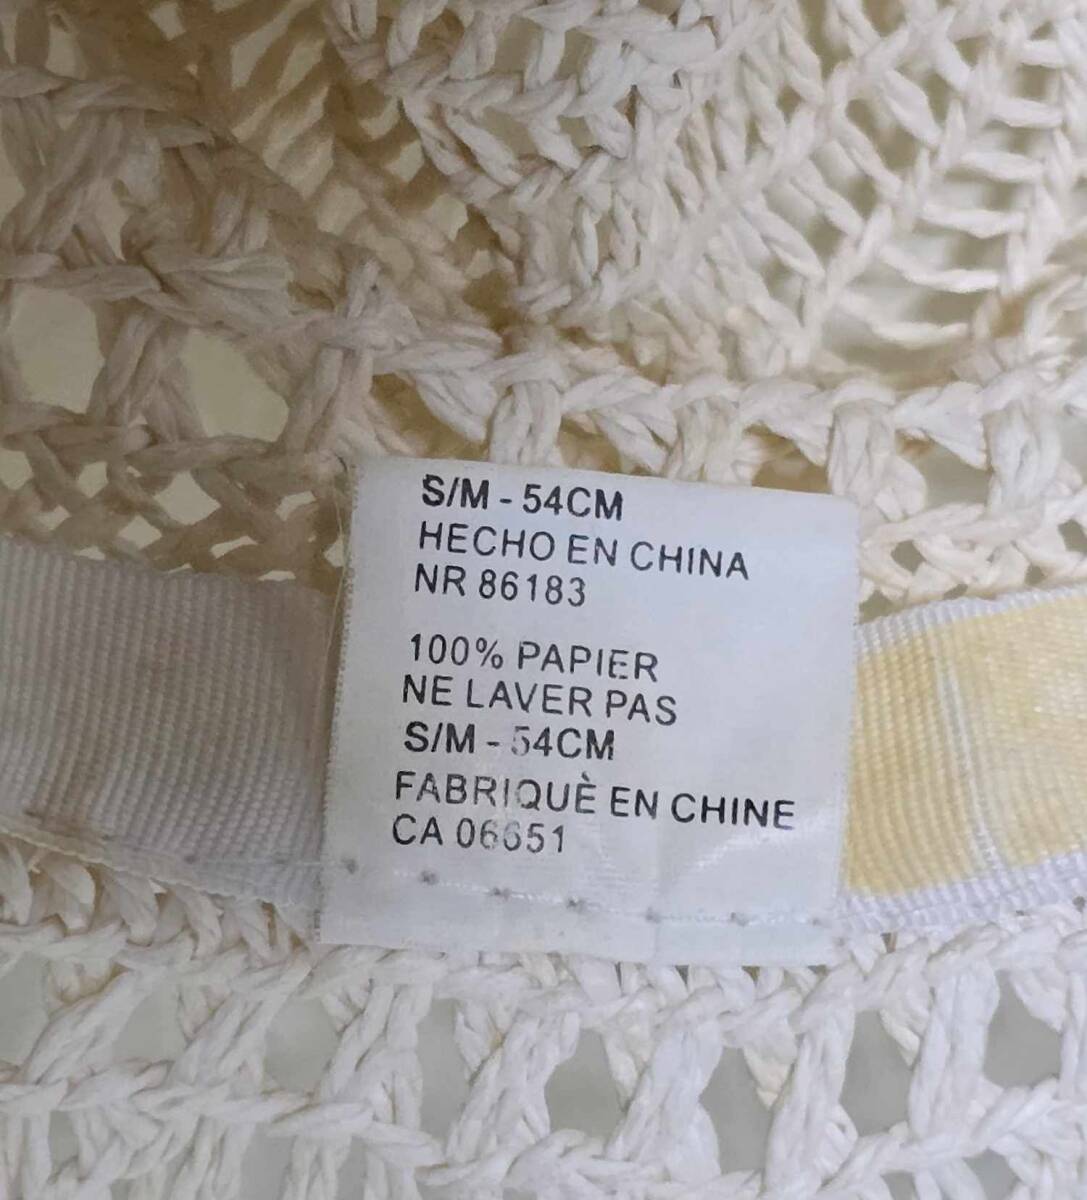 S/M - 54CM
HECHO EN CHINA
NR 86183
100% PAPIER
NE LAVER PAS
S/M - 54CM
FABRIQUÈ EN CHINE
CA 06651